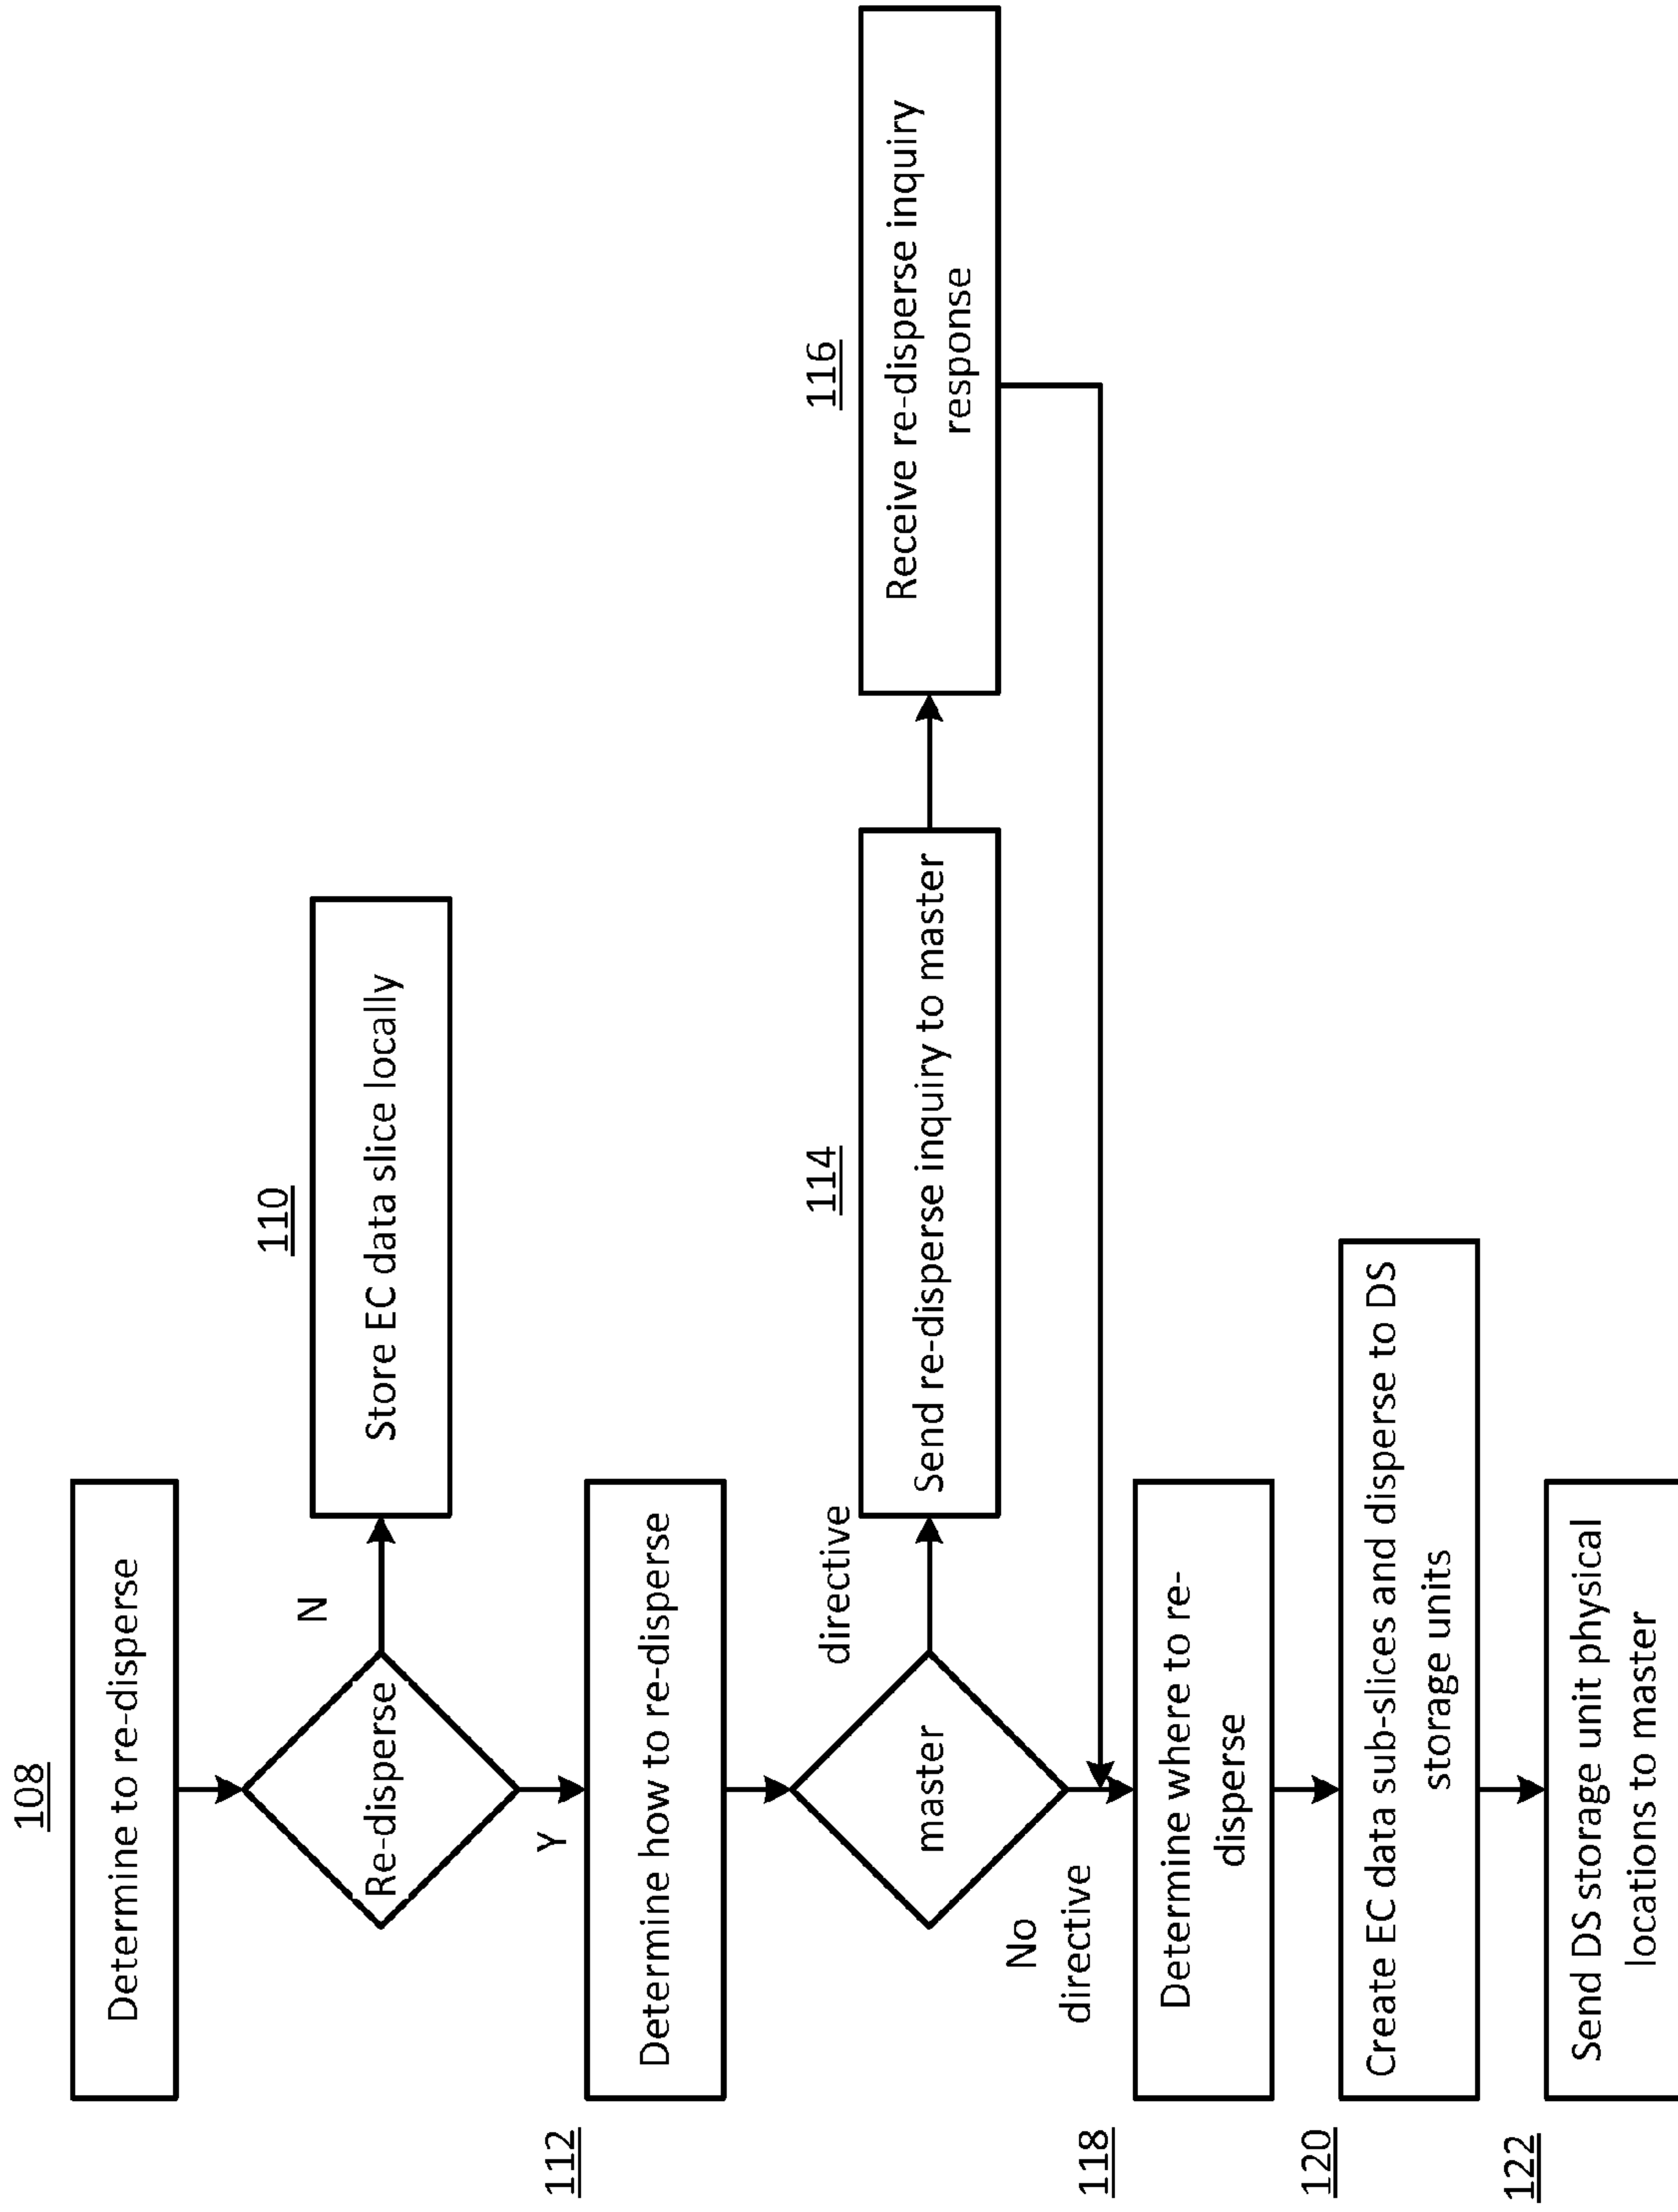 108
Determine to re-disperse
Re-disperse
N
110
Store EC data slice locally
Y
112
Determine how to re-disperse
master
directive
114
Send re-disperse inquiry to master
116
Receive re-disperse inquiry
response
No
directive
118
Determine where to re-
disperse
120
Create EC data sub-slices and disperse to DS
storage units
122
Send DS storage unit physical
locations to master